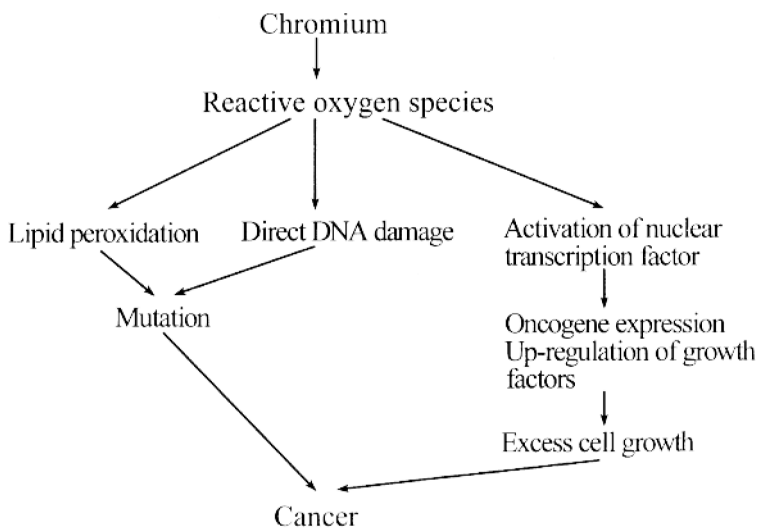 Chromium
Reactive oxygen species
Lipid peroxidation
Direct DNA damage
Activation of nuclear
transcription factor
Mutation
Oncogene expression
Up-regulation of growth
factors
Excess cell growth
Cancer